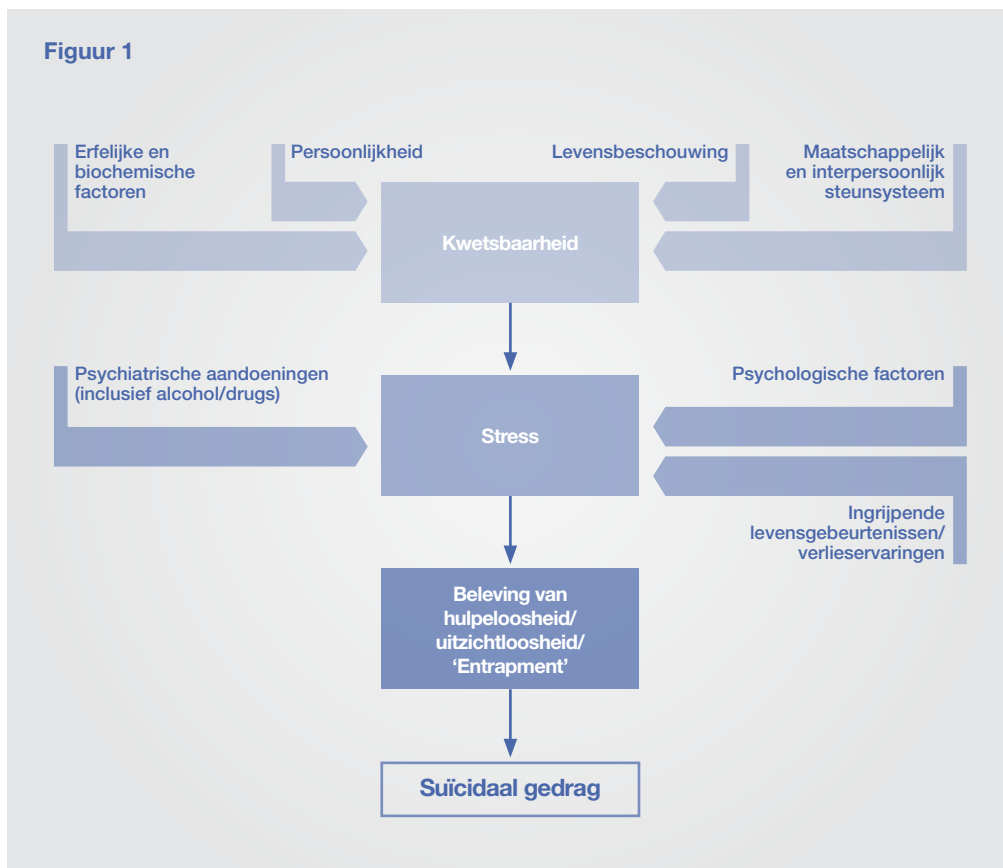 Figuur 1
Erfelijke en
biochemische
factoren
Persoonlijkheid
Levensbeschouwing
Maatschappelijk
en interpersoonlijk
steunsysteem
Kwetsbaarheid
Psychiatrische aandoeningen
(inclusief alcohol/drugs)
Psychologische factoren
Stress
Ingrijpende
levensgebeurtenissen/
verlieservaringen
Beleving van
hulpeloosheid/
uitzichtloosheid/
‘Entrapment’
Suïcidaal gedrag